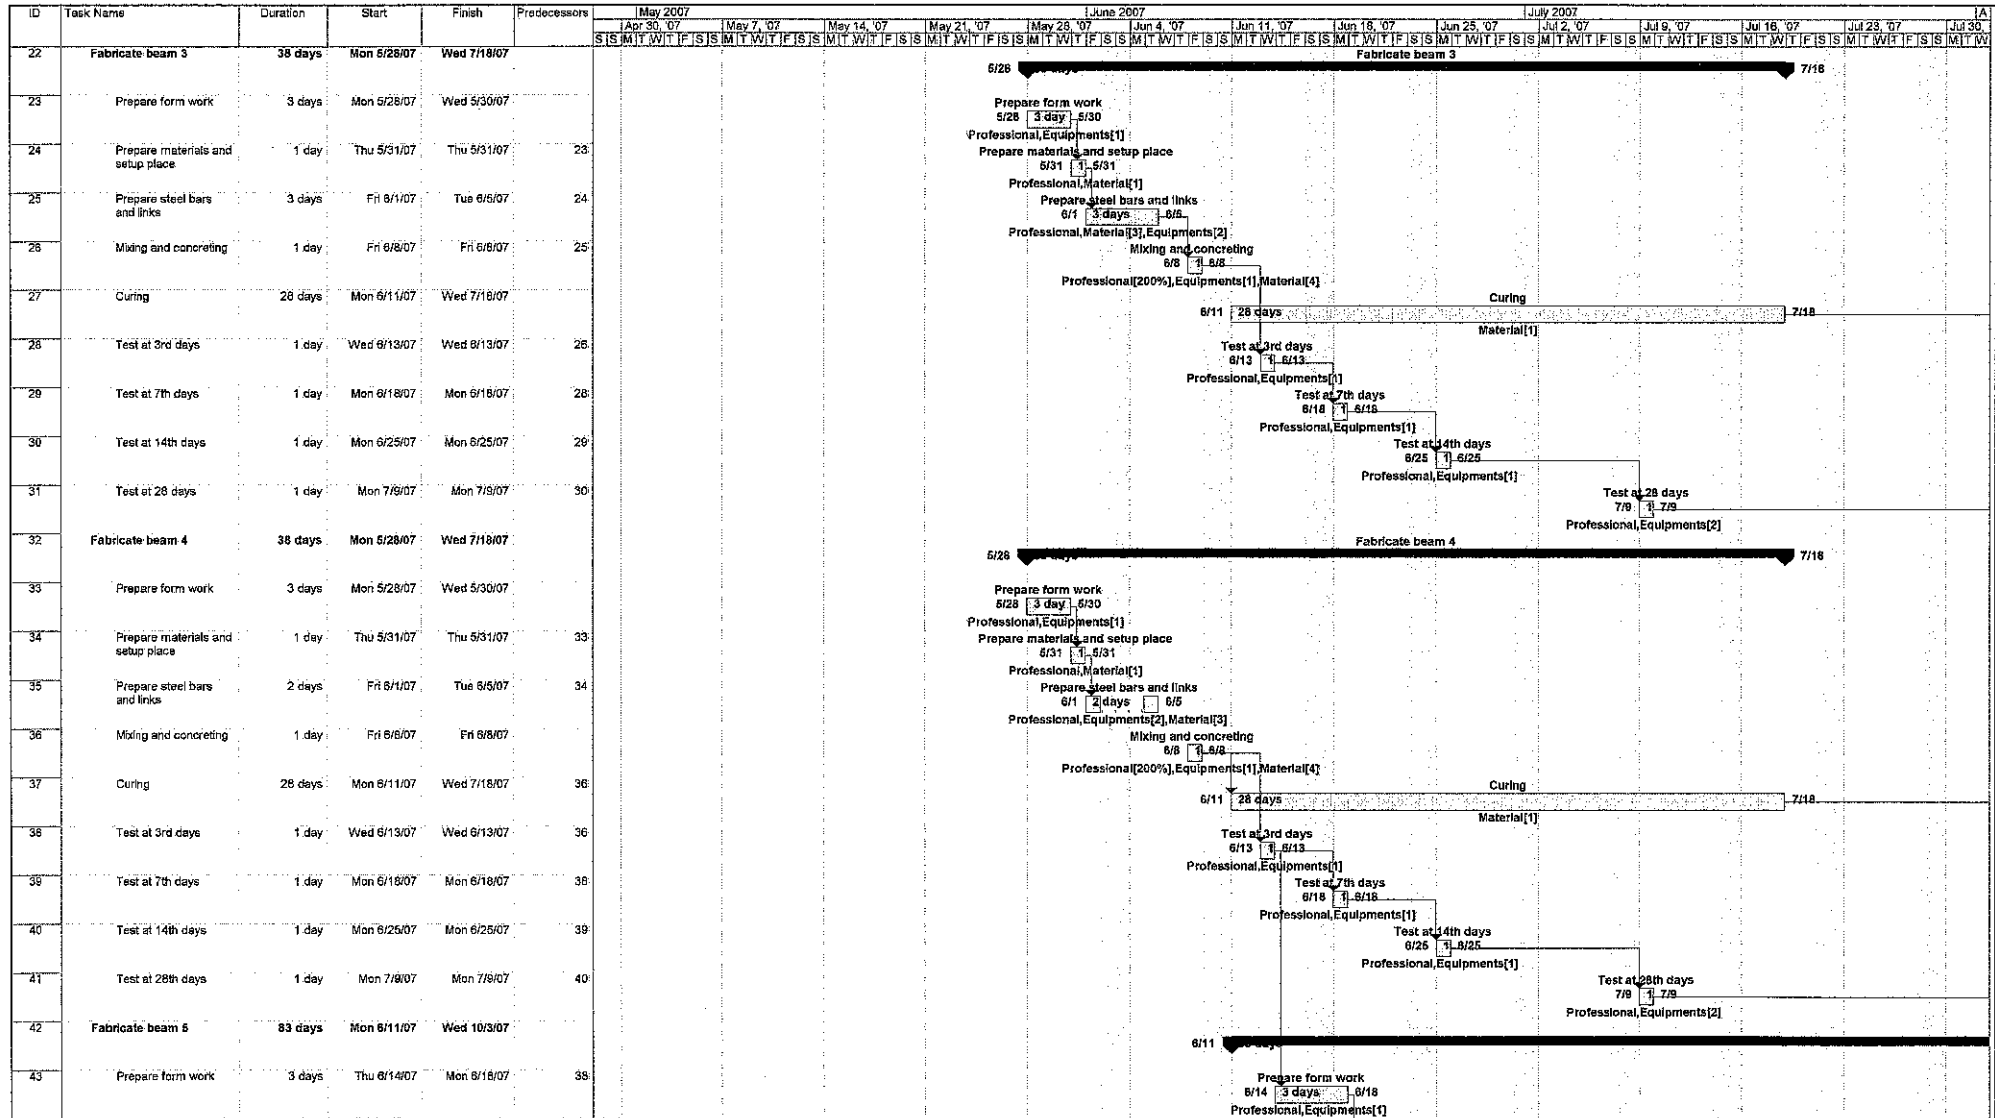 ID Task Name Duration Start Finish Predecessors
May 2007 June 2007 July 2007 A
Apr 30, '07 May 7, '07 May 14, '07 May 21, '07 May 28, '07 Jun 4, '07 Jun 11, '07 Jun 18, '07 Jun 25, '07 Jul 2, '07 Jul 9, '07 Jul 16, '07 Jul 23, '07 Jul 30,
S S M T W T F S S M T W T F S S M T W T F S S M T W T F S S M T W T F S S M T W T F S S M T W T F S S M T W T F S S M T W T F S S M T W T F S S M T W T F S S M T W T F S S M T W T F S S M T W
22 Fabricate beam 3 38 days Mon 5/28/07 Wed 7/18/07
Fabricate beam 3
5/28 7/18
23 Prepare form work 3 days Mon 5/28/07 Wed 5/30/07
Prepare form work
5/28 3 day 5/30
Professional,Equipments[1]
24 Prepare materials and 1 day Thu 5/31/07 Thu 5/31/07 23
setup place
Prepare materials and setup place
5/31 1 5/31
Professional,Material[1]
25 Prepare steel bars 3 days Fri 6/1/07 Tue 6/5/07 24
and links
Prepare steel bars and links
6/1 3 days 6/5
Professional,Material[3],Equipments[2]
26 Mixing and concreting 1 day Fri 6/8/07 Fri 6/8/07 25
Mixing and concreting
6/8 1 6/8
Professional[200%],Equipments[1],Material[4]
27 Curing 28 days Mon 6/11/07 Wed 7/18/07
Curing
6/11 28 days 7/18
Material[1]
28 Test at 3rd days 1 day Wed 6/13/07 Wed 6/13/07 26
Test at 3rd days
6/13 1 6/13
Professional,Equipments[1]
29 Test at 7th days 1 day Mon 6/18/07 Mon 6/18/07 28
Test at 7th days
6/18 1 6/18
Professional,Equipments[1]
30 Test at 14th days 1 day Mon 6/25/07 Mon 6/25/07 29
Test at 14th days
6/25 1 6/25
Professional,Equipments[1]
31 Test at 28 days 1 day Mon 7/9/07 Mon 7/9/07 30
Test at 28 days
7/9 1 7/9
Professional,Equipments[2]
32 Fabricate beam 4 38 days Mon 5/28/07 Wed 7/18/07
Fabricate beam 4
5/28 7/18
33 Prepare form work 3 days Mon 5/28/07 Wed 5/30/07
Prepare form work
5/28 3 day 5/30
Professional,Equipments[1]
34 Prepare materials and 1 day Thu 5/31/07 Thu 5/31/07 33
setup place
Prepare materials and setup place
5/31 1 5/31
Professional,Material[1]
35 Prepare steel bars 2 days Fri 6/1/07 Tue 6/5/07 34
and links
Prepare steel bars and links
6/1 2 days 6/5
Professional,Equipments[2],Material[3]
36 Mixing and concreting 1 day Fri 6/8/07 Fri 6/8/07
Mixing and concreting
6/8 1 6/8
Professional[200%],Equipments[1],Material[4]
37 Curing 28 days Mon 6/11/07 Wed 7/18/07 36
Curing
6/11 28 days 7/18
Material[1]
38 Test at 3rd days 1 day Wed 6/13/07 Wed 6/13/07 36
Test at 3rd days
6/13 1 6/13
Professional,Equipments[1]
39 Test at 7th days 1 day Mon 6/18/07 Mon 6/18/07 38
Test at 7th days
6/18 1 6/18
Professional,Equipments[1]
40 Test at 14th days 1 day Mon 6/25/07 Mon 6/25/07 39
Test at 14th days
6/25 1 6/25
Professional,Equipments[1]
41 Test at 28th days 1 day Mon 7/9/07 Mon 7/9/07 40
Test at 28th days
7/9 1 7/9
Professional,Equipments[2]
42 Fabricate beam 5 83 days Mon 6/11/07 Wed 10/3/07
6/11
43 Prepare form work 3 days Thu 6/14/07 Mon 6/18/07 38
Prepare form work
6/14 3 days 6/18
Professional,Equipments[1]